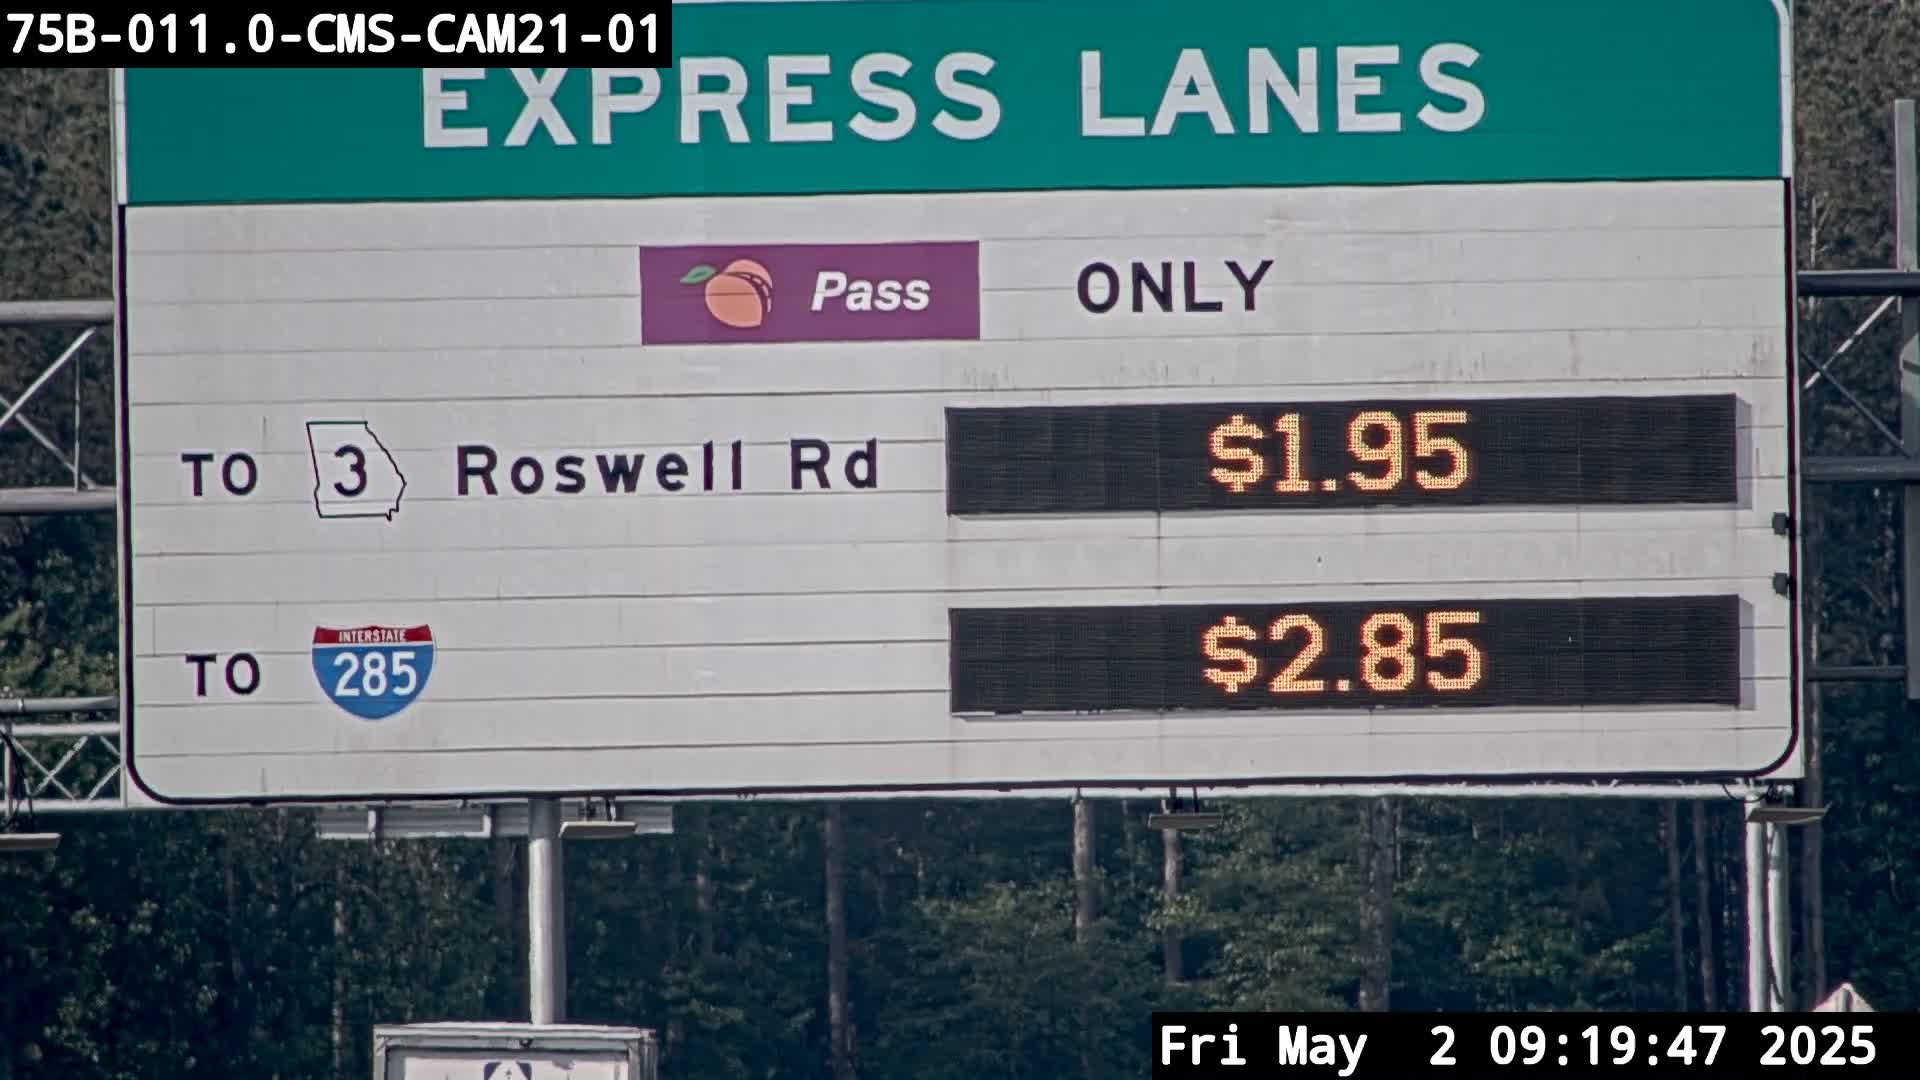 75B-011.0-CMS-CAM21-01
EXPRESS LANES
Pass ONLY
TO 3 Roswell Rd $1.95
TO INTERSTATE 285 $2.85
Fri May 2 09:19:47 2025